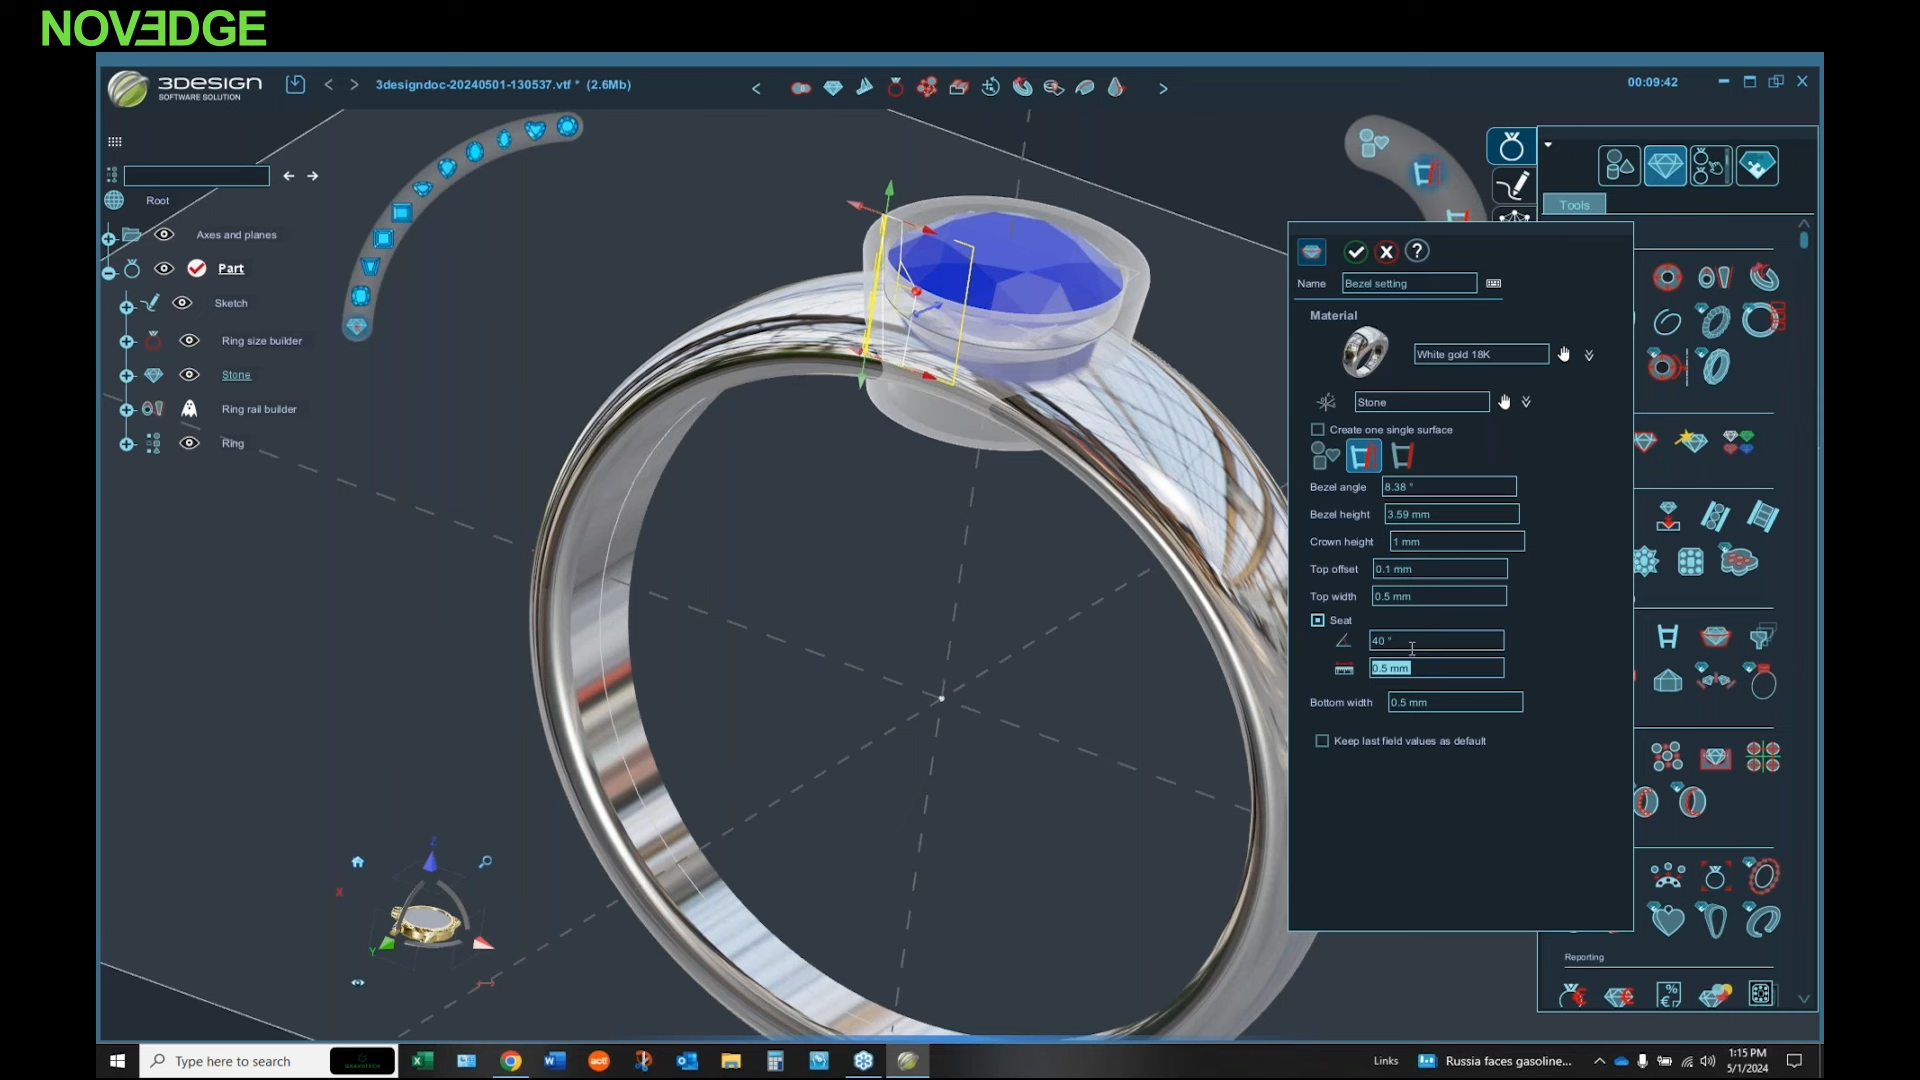 NOVEDGE
3DESIGN
SOFTWARE SOLUTION
3designdoc-20240501-130537.vtf * (2.6Mb)
00:09:42
Root
Axes and planes
Part
Sketch
Ring size builder
Stone
Ring rail builder
Ring
Tools
Name
Bezel setting
Material
White gold 18K
Stone
Create one single surface
Bezel angle 8.38 °
Bezel height 3.59 mm
Crown height 1 mm
Top offset 0.1 mm
Top width 0.5 mm
Seat
40 °
0.5 mm
Bottom width 0.5 mm
Keep last field values as default
Reporting
Z
X
Y
Type here to search
act!
Links
Russia faces gasoline...
1:15 PM
5/1/2024